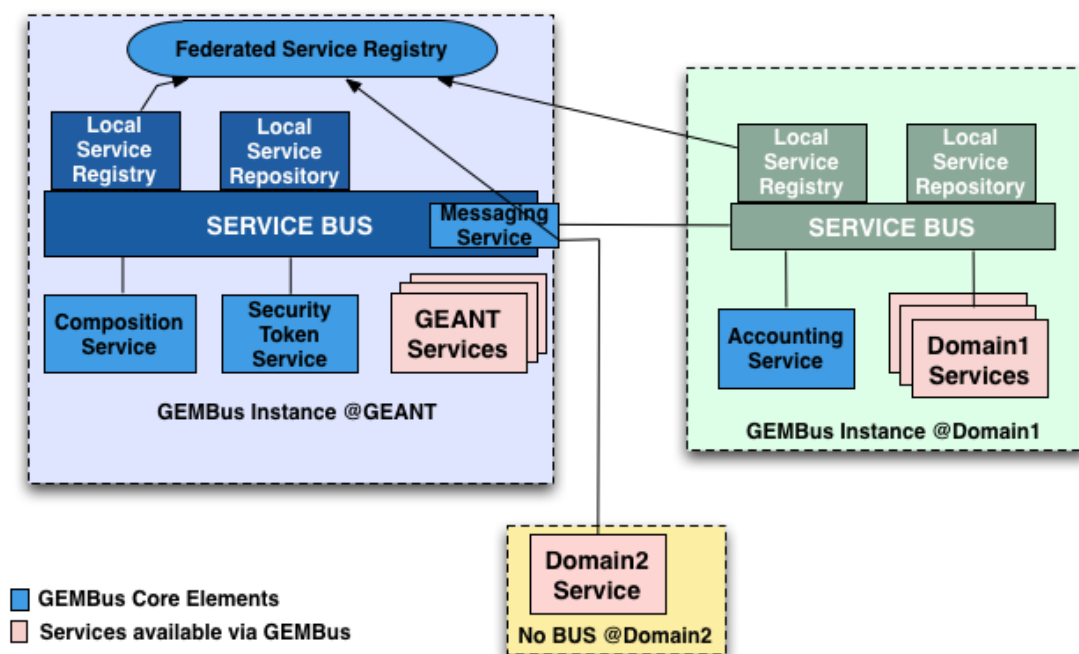 Federated Service Registry
Local
Service
Registry
Local
Service
Repository
SERVICE BUS
Messaging
Service
Composition
Service
Security
Token
Service
GEANT
Services
GEMBus Instance @GEANT
Local
Service
Registry
Local
Service
Repository
SERVICE BUS
Accounting
Service
Domain1
Services
GEMBus Instance @Domain1
Domain2
Service
No BUS @Domain2
GEMBus Core Elements
Services available via GEMBus